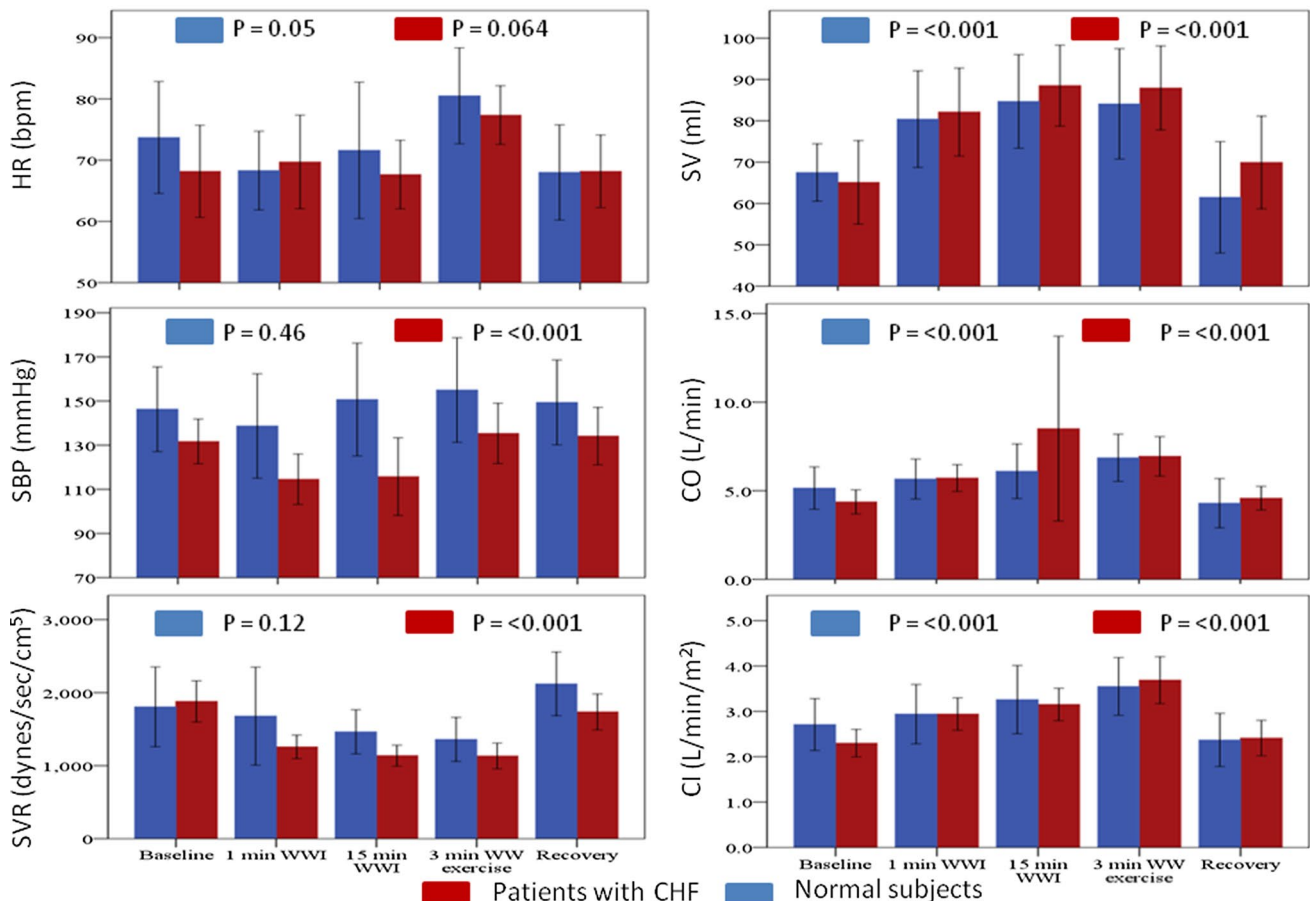 P = 0.05 P = 0.064
HR (bpm)
90
80
70
60
50
P = <0.001 P = <0.001
SV (ml)
100
90
80
70
60
50
40
P = 0.46 P = <0.001
SBP (mmHg)
190
170
150
130
110
90
70
P = <0.001 P = <0.001
CO (L/min)
15.0
10.0
5.0
0.0
P = 0.12 P = <0.001
SVR (dynes/sec/cm⁵)
3,000
2,000
1,000
0
Baseline 1 min WWI 15 min WWI 3 min WW exercise Recovery
P = <0.001 P = <0.001
CI (L/min/m²)
5.0
4.0
3.0
2.0
1.0
0.0
Baseline 1 min WWI 15 min WWI 3 min WW exercise Recovery
Patients with CHF Normal subjects